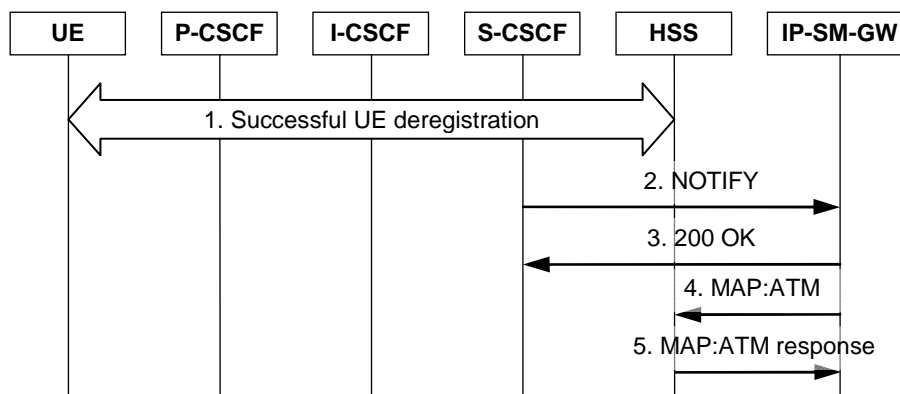 UE P-CSCF I-CSCF S-CSCF HSS IP-SM-GW
1. Successful UE deregistration
2. NOTIFY
3. 200 OK
4. MAP:ATM
5. MAP:ATM response